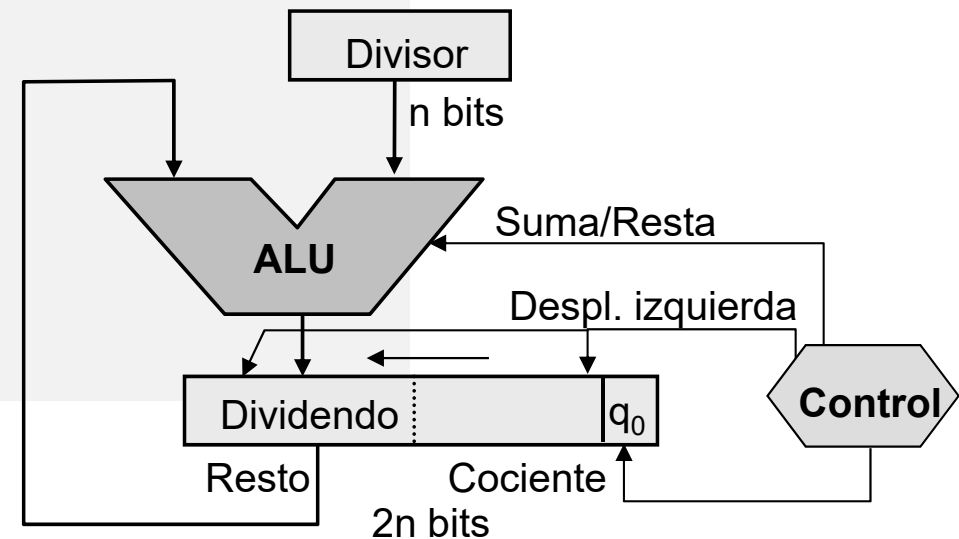 Divisor
n bits
Suma/Resta
ALU
Despl. izquierda
Control
Dividendo
q₀
Resto
Cociente
2n bits